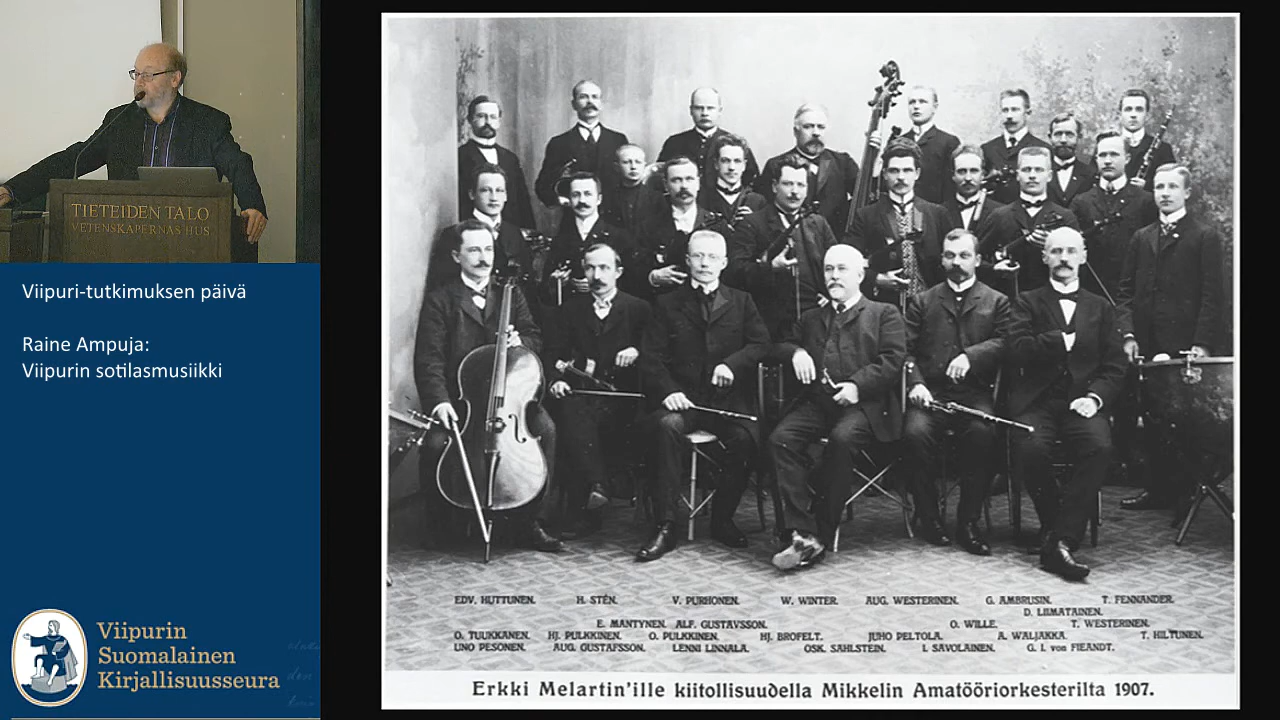 TIETEIDEN TALO
VETENSKAPERNAS HUS
Viipuri-tutkimuksen päivä
Raine Ampuja:
Viipurin sotilasmusiikki
Viipurin
Suomalainen
Kirjallisuusseura
EDV. HUTTUNEN. H. STÉN. V. PURHONEN. W. WINTER. AUG. WESTERINEN. G. AMBRUSIN. T. FENNANDER.
D. LIIMATAINEN.
E. MANTYNEN. ALF. GUSTAVSSON. O. WILLE. T. WESTERINEN.
O. TUUKKANEN. HJ. PULKKINEN. O. PULKKINEN. HJ. BROFELT. JUHO PELTOLA. A. WALJAKKA. T. HILTUNEN.
UNO PESONEN. AUG. GUSTAFSSON. LENNI LINNALA. OSK. SAHLSTEIN. I. SAVOLAINEN. G. I. von FIEANDT.
Erkki Melartin'ille kiitollisuudella Mikkelin Amatööriorkesterilta 1907.